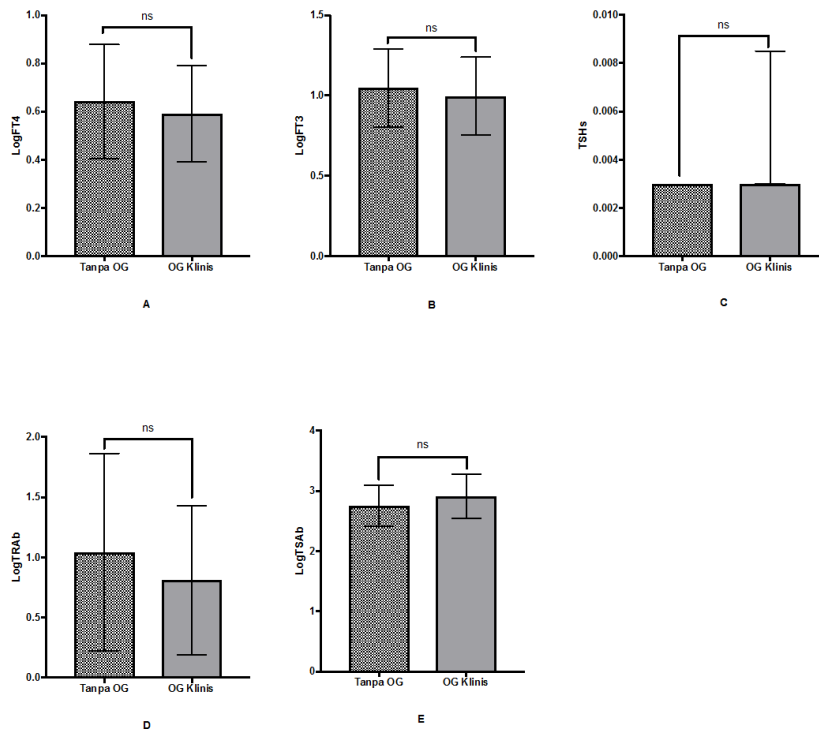 ns
LogFT4
1.0
0.8
0.6
0.4
0.2
0.0
Tanpa OG OG Klinis
A
ns
LogFT3
1.5
1.0
0.5
0.0
Tanpa OG OG Klinis
B
ns
TSHs
0.010
0.008
0.006
0.004
0.002
0.000
Tanpa OG OG Klinis
C
ns
LogTRAb
2.0
1.5
1.0
0.5
0.0
Tanpa OG OG Klinis
D
ns
LogTSAb
4
3
2
1
0
Tanpa OG OG Klinis
E